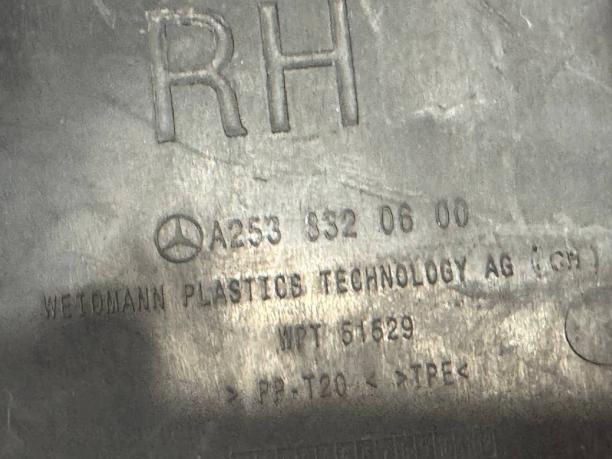 RH
A253 832 06 00
WEIDMANN PLASTICS TECHNOLOGY AG (CH)
WPT 51529
> PP-T20 < >TPE<